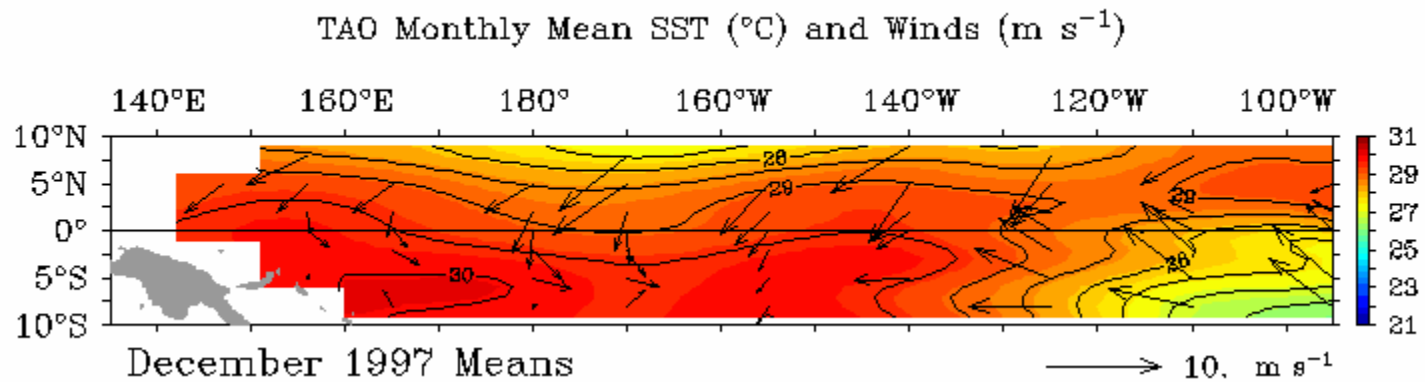 TAO Monthly Mean SST (°C) and Winds (m s⁻¹)
140°E 160°E 180° 160°W 140°W 120°W 100°W
10°N
5°N
0°
5°S
10°S
28
29
29
30
26
31
29
27
25
23
21
December 1997 Means
10. m s⁻¹